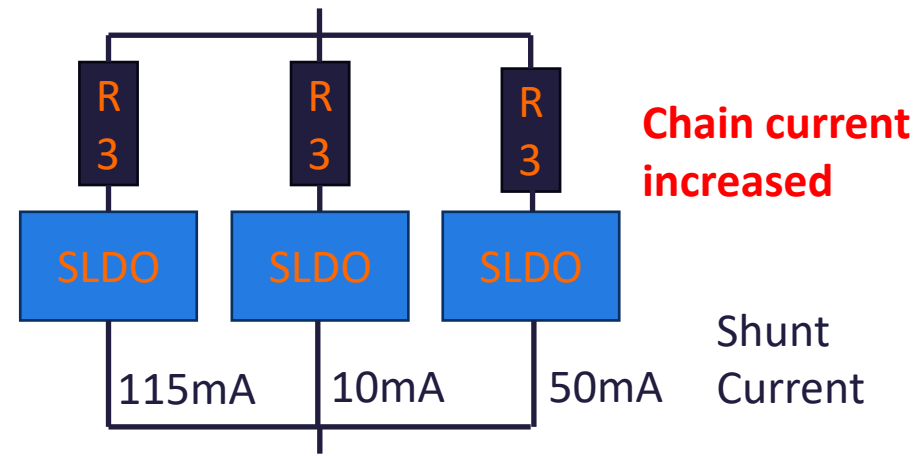 R
3
R
3
R
3
Chain current
increased
SLDO
SLDO
SLDO
Shunt
Current
115mA
10mA
50mA